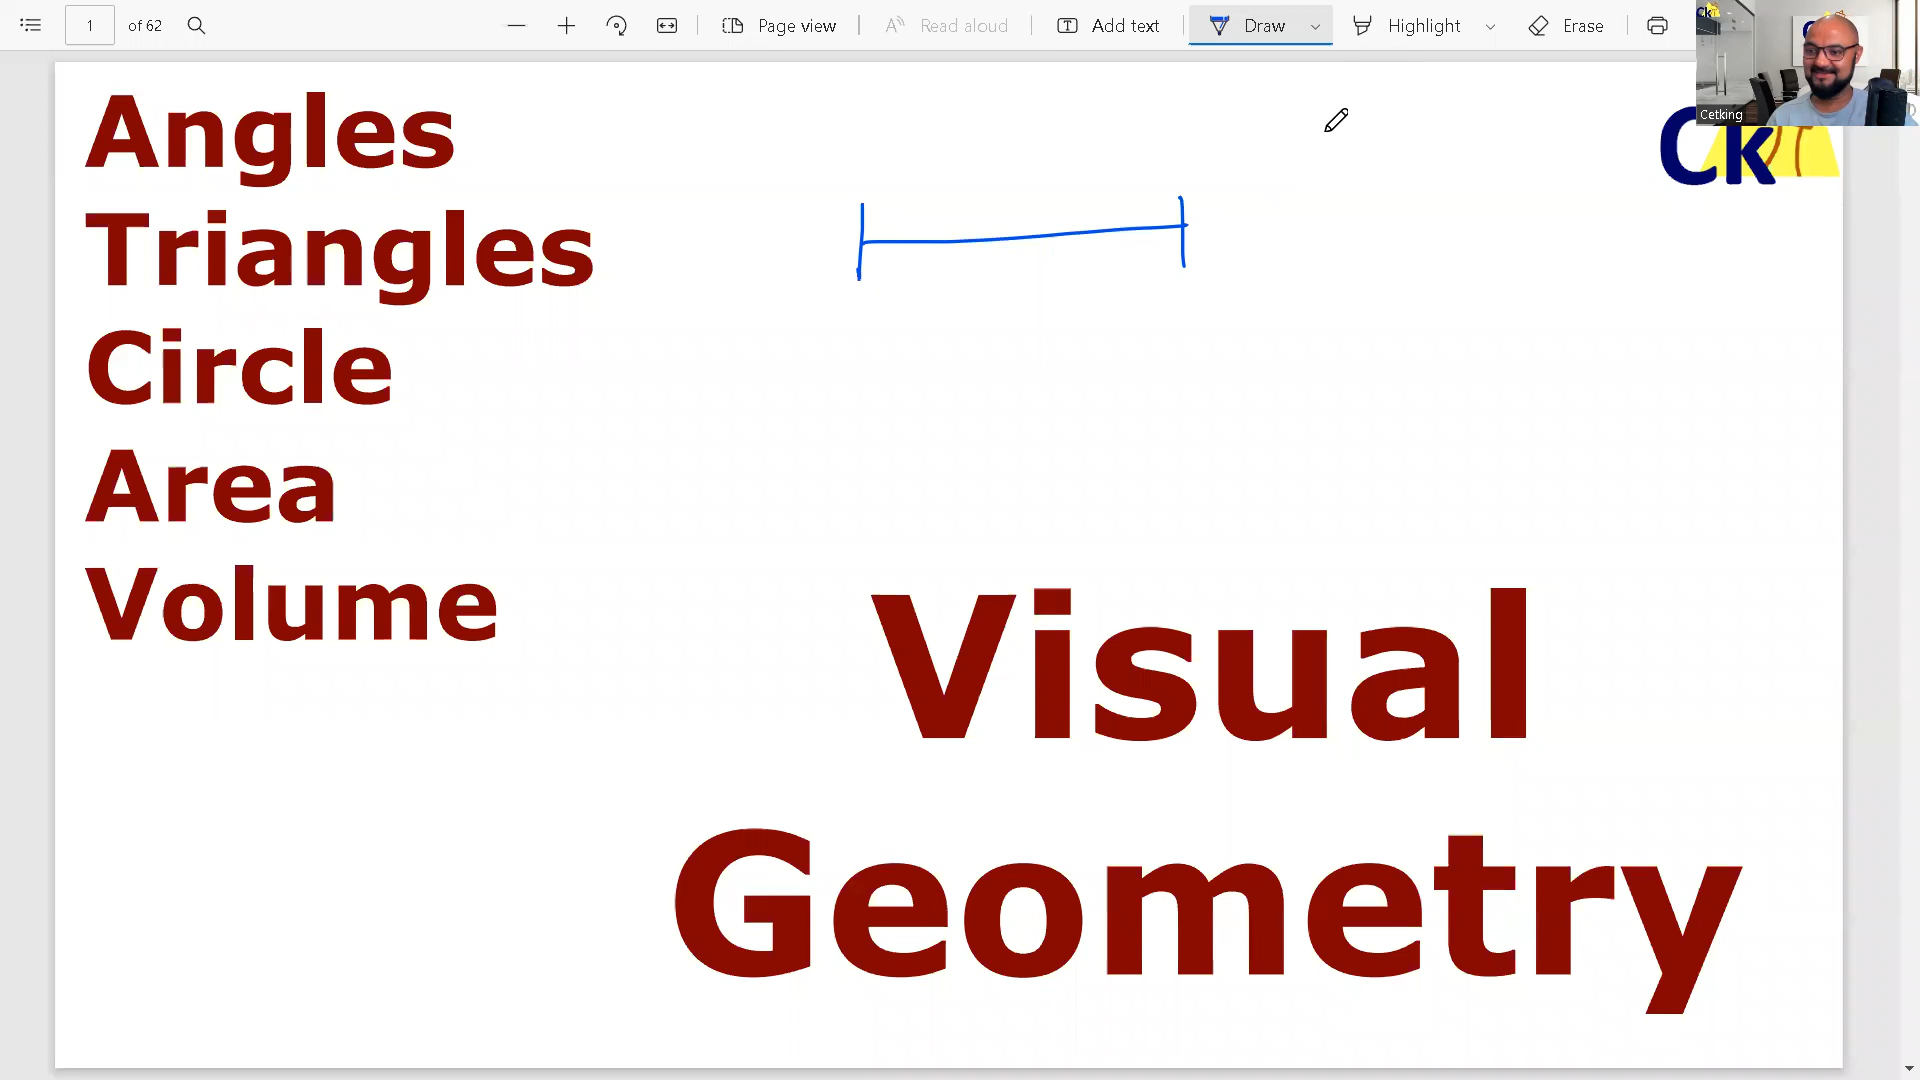 1 of 62 Page view Read aloud Add text Draw Highlight Erase
Cetking
Ck
Angles
Triangles
Circle
Area
Volume
Visual
Geometry